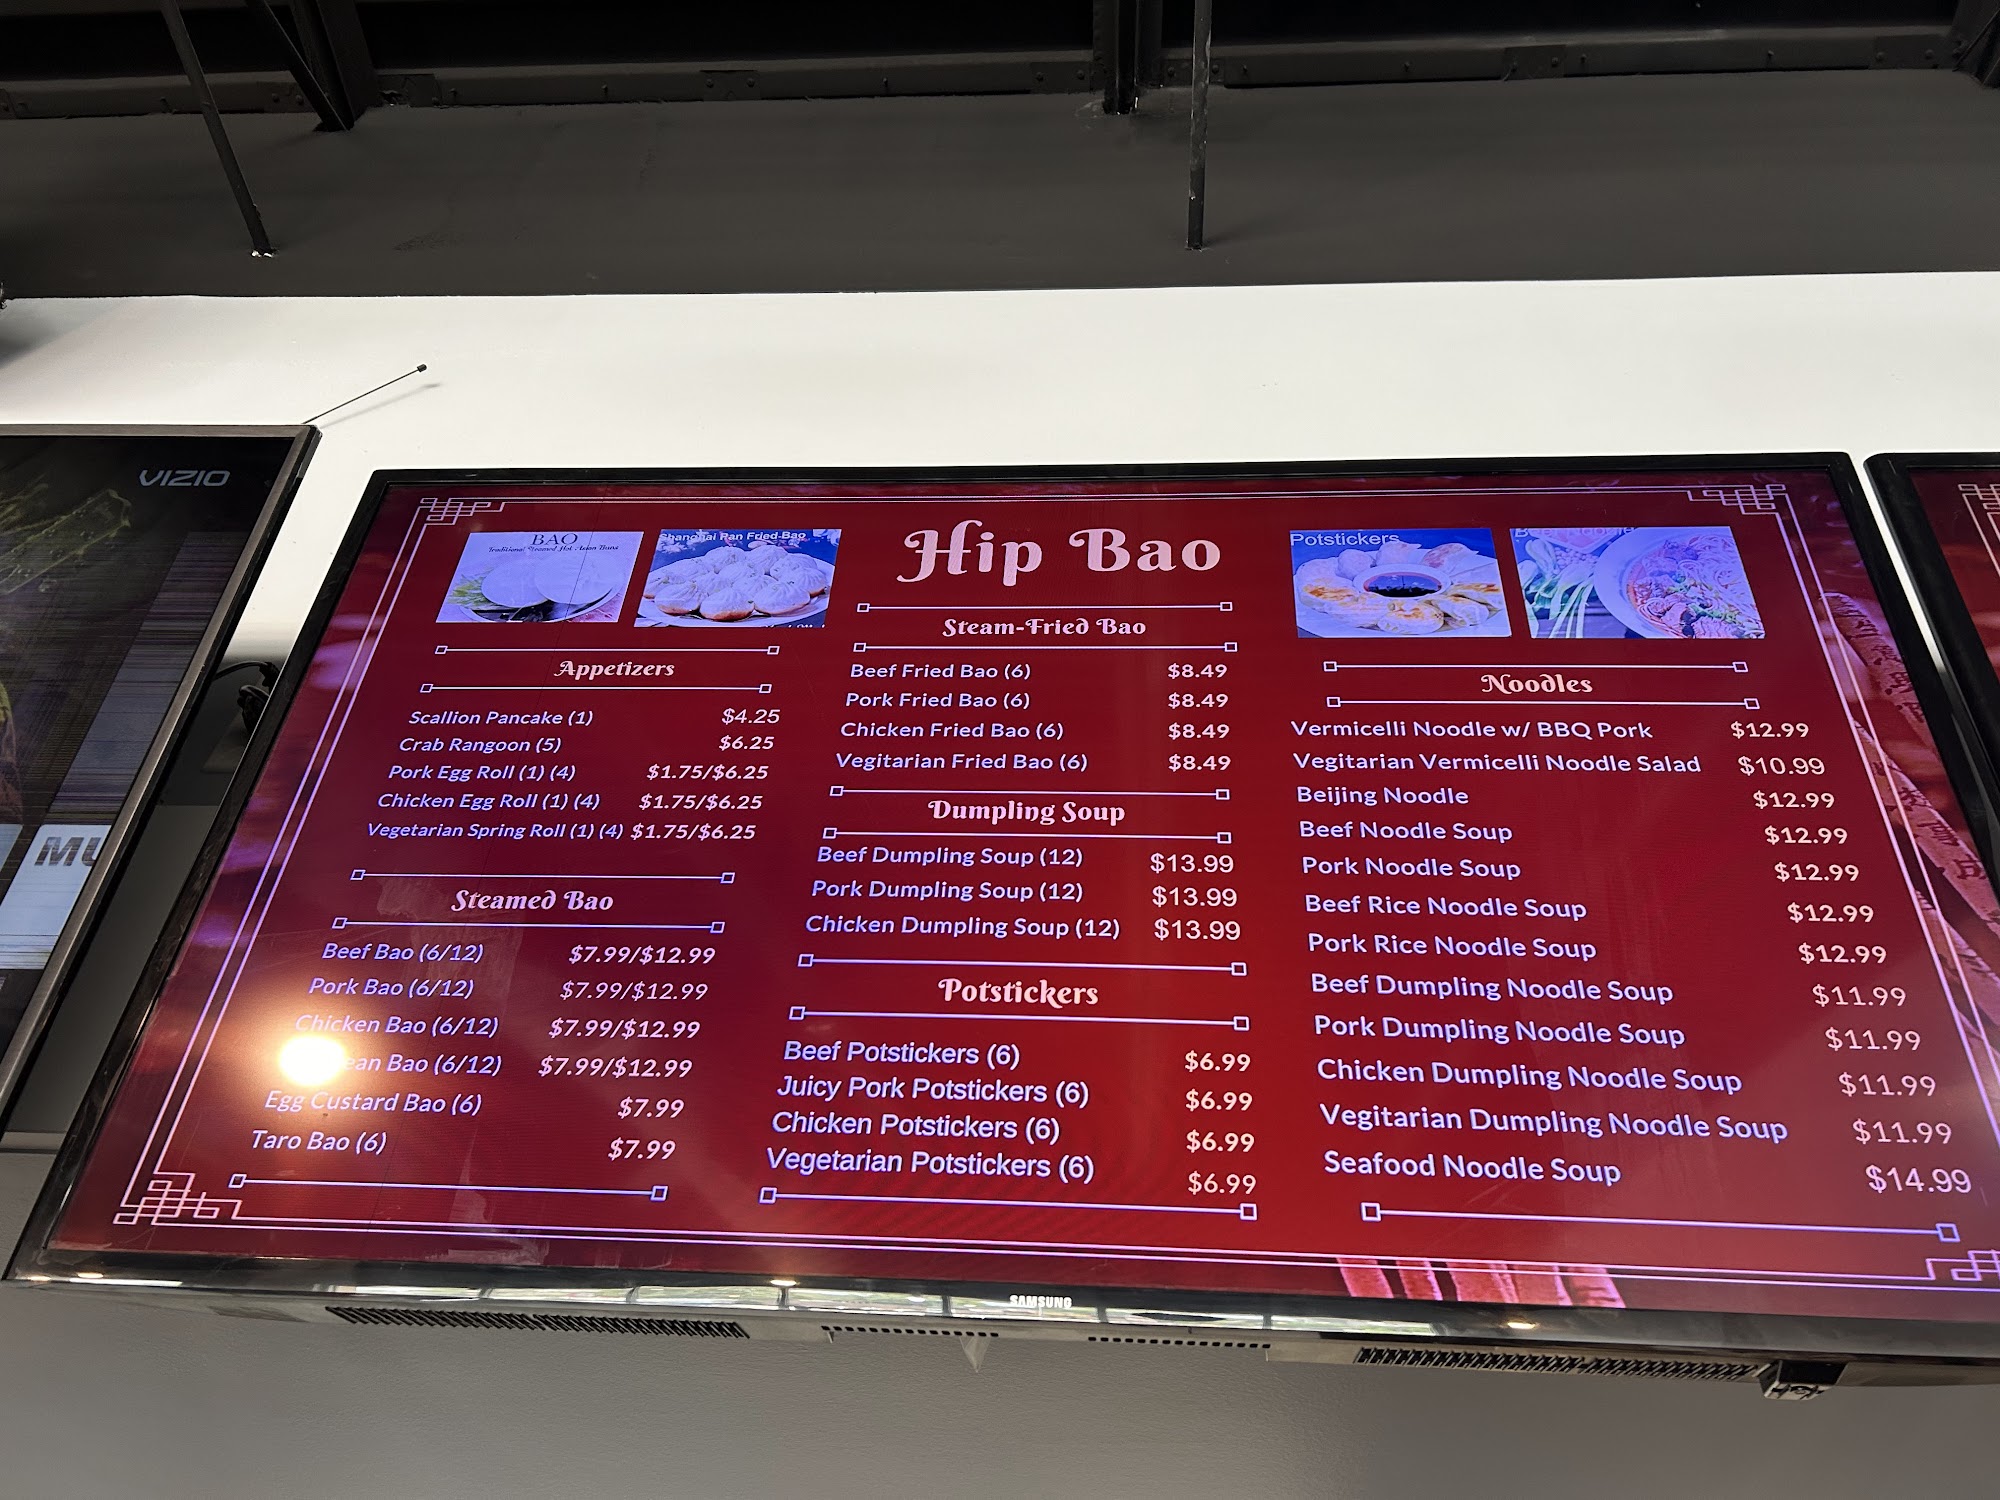 VIZIO
MU
BAO
Traditional Steamed Hot Asian Buns
Shanghai Pan Fried Bao
Hip Bao
Potstickers
Appetizers
Scallion Pancake (1) $4.25
Crab Rangoon (5) $6.25
Pork Egg Roll (1) (4) $1.75/$6.25
Chicken Egg Roll (1) (4) $1.75/$6.25
Vegetarian Spring Roll (1) (4) $1.75/$6.25
Steamed Bao
Beef Bao (6/12) $7.99/$12.99
Pork Bao (6/12) $7.99/$12.99
Chicken Bao (6/12) $7.99/$12.99
ean Bao (6/12) $7.99/$12.99
Egg Custard Bao (6) $7.99
Taro Bao (6) $7.99
Steam-Fried Bao
Beef Fried Bao (6) $8.49
Pork Fried Bao (6) $8.49
Chicken Fried Bao (6) $8.49
Vegitarian Fried Bao (6) $8.49
Dumpling Soup
Beef Dumpling Soup (12) $13.99
Pork Dumpling Soup (12) $13.99
Chicken Dumpling Soup (12) $13.99
Potstickers
Beef Potstickers (6) $6.99
Juicy Pork Potstickers (6) $6.99
Chicken Potstickers (6) $6.99
Vegetarian Potstickers (6) $6.99
Noodles
Vermicelli Noodle w/ BBQ Pork $12.99
Vegitarian Vermicelli Noodle Salad $10.99
Beijing Noodle $12.99
Beef Noodle Soup $12.99
Pork Noodle Soup $12.99
Beef Rice Noodle Soup $12.99
Pork Rice Noodle Soup $12.99
Beef Dumpling Noodle Soup $11.99
Pork Dumpling Noodle Soup $11.99
Chicken Dumpling Noodle Soup $11.99
Vegitarian Dumpling Noodle Soup $11.99
Seafood Noodle Soup $14.99
SAMSUNG